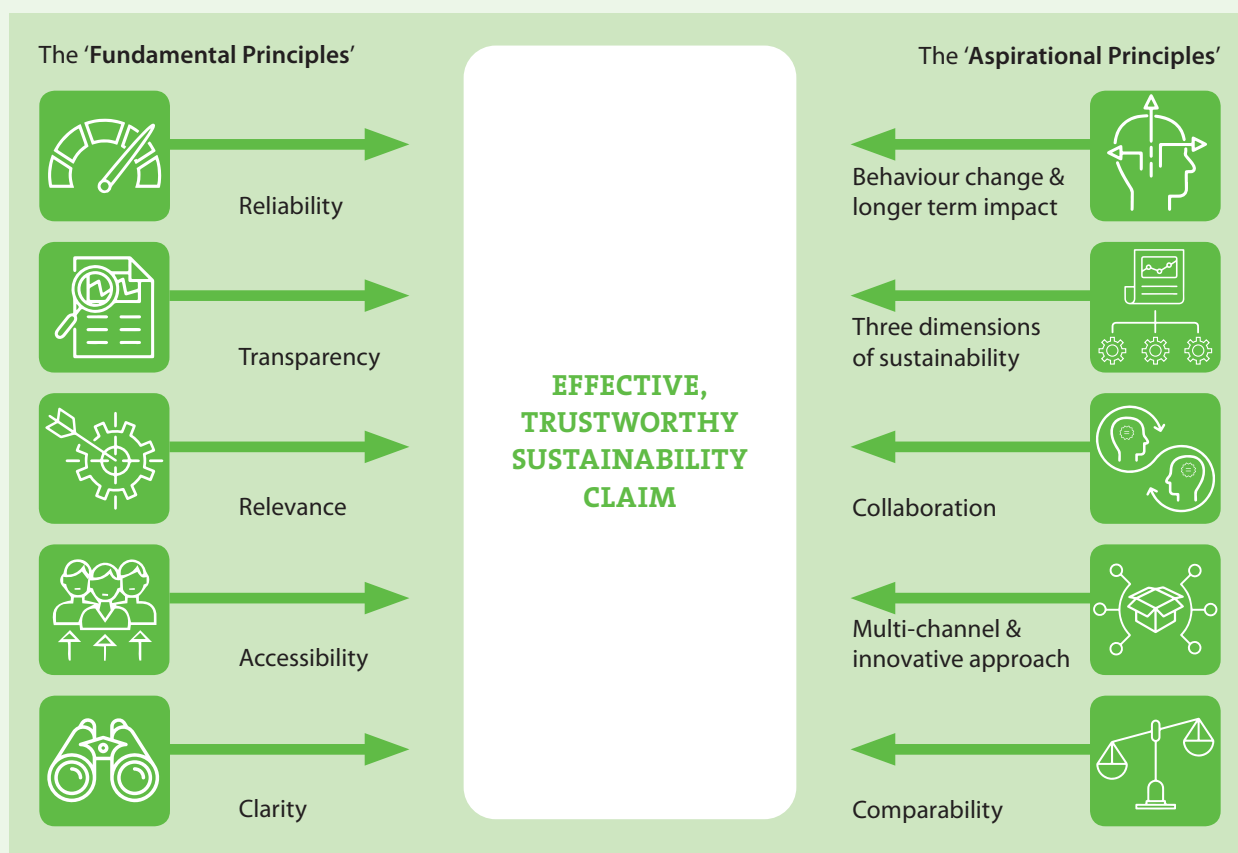 The ‘Fundamental Principles’
Reliability
Transparency
Relevance
Accessibility
Clarity
EFFECTIVE,
TRUSTWORTHY
SUSTAINABILITY
CLAIM
The ‘Aspirational Principles’
Behaviour change &
longer term impact
Three dimensions
of sustainability
Collaboration
Multi-channel &
innovative approach
Comparability